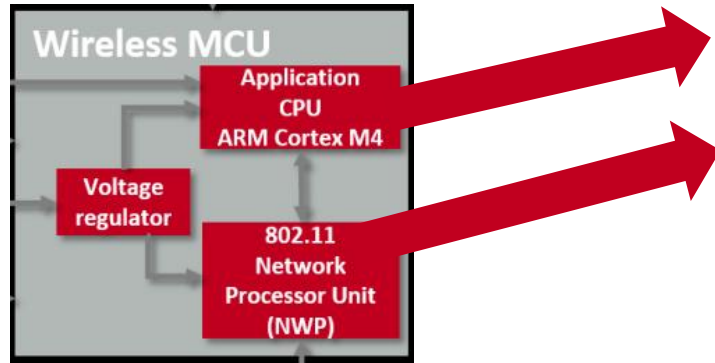 Wireless MCU
Application
CPU
ARM Cortex M4
Voltage
regulator
802.11
Network
Processor Unit
(NWP)